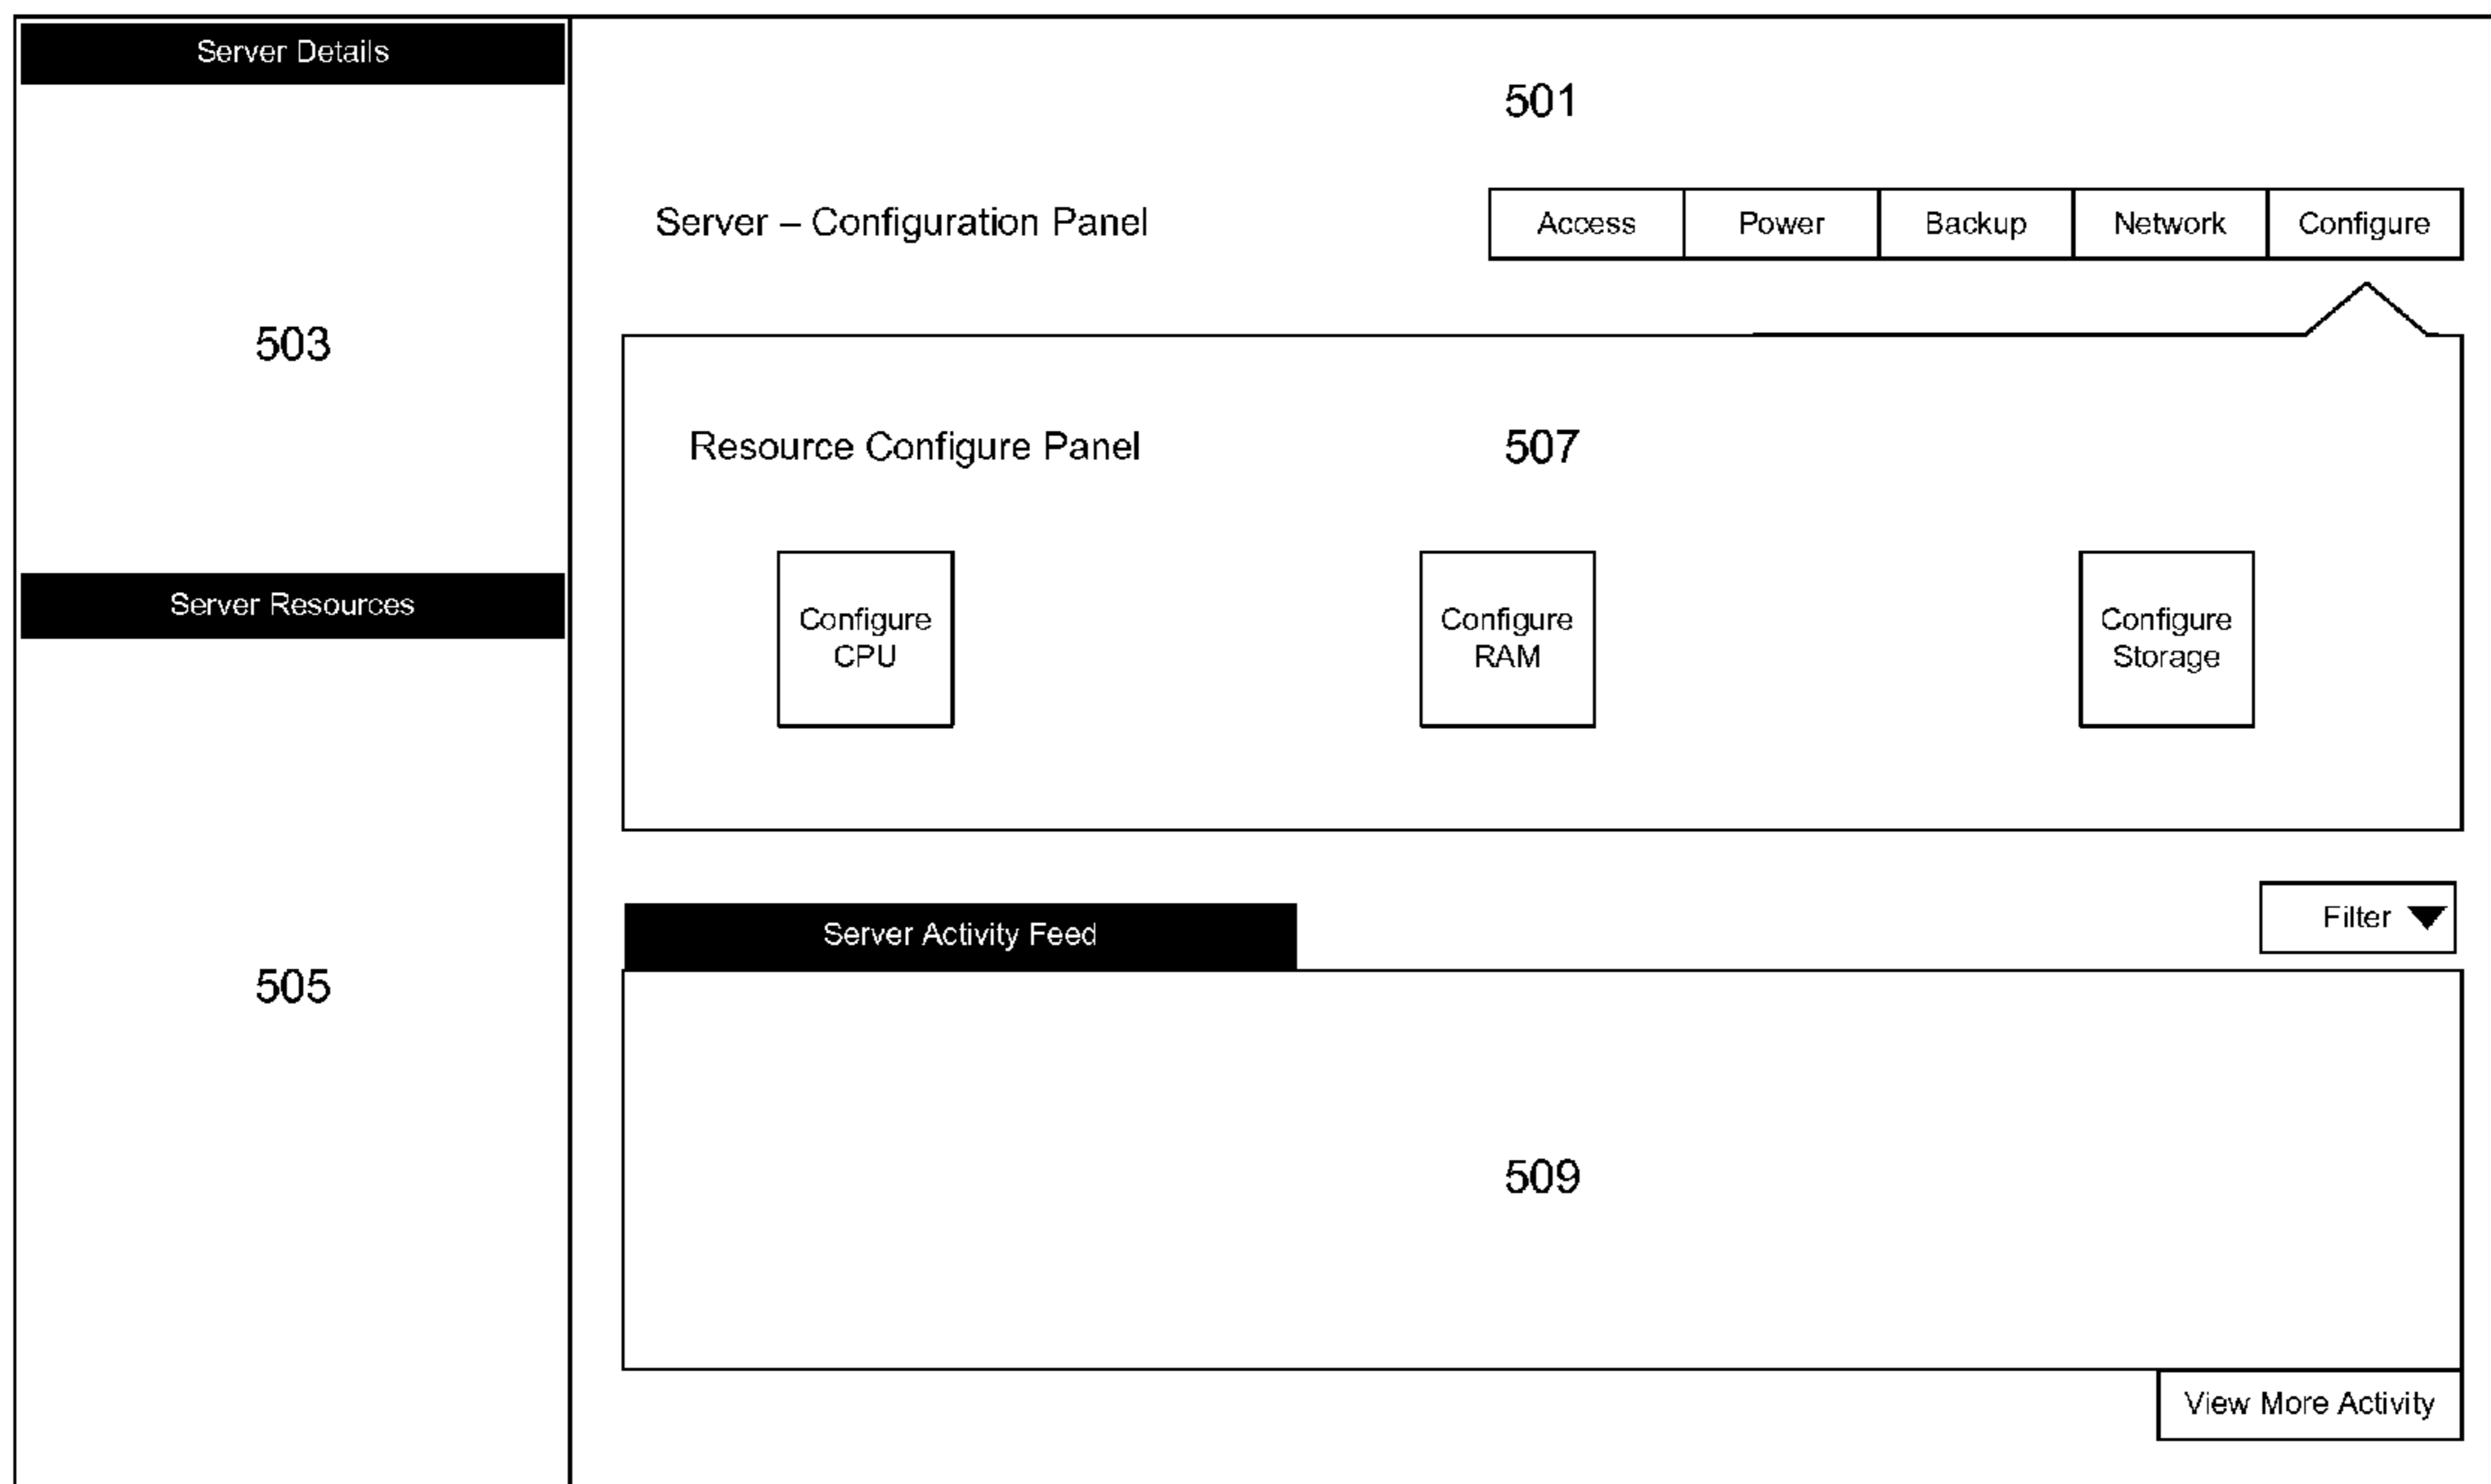 Server Details
503
Server Resources
505
501
Server – Configuration Panel
Access
Power
Backup
Network
Configure
Resource Configure Panel
507
Configure
CPU
Configure
RAM
Configure
Storage
Server Activity Feed
Filter
509
View More Activity